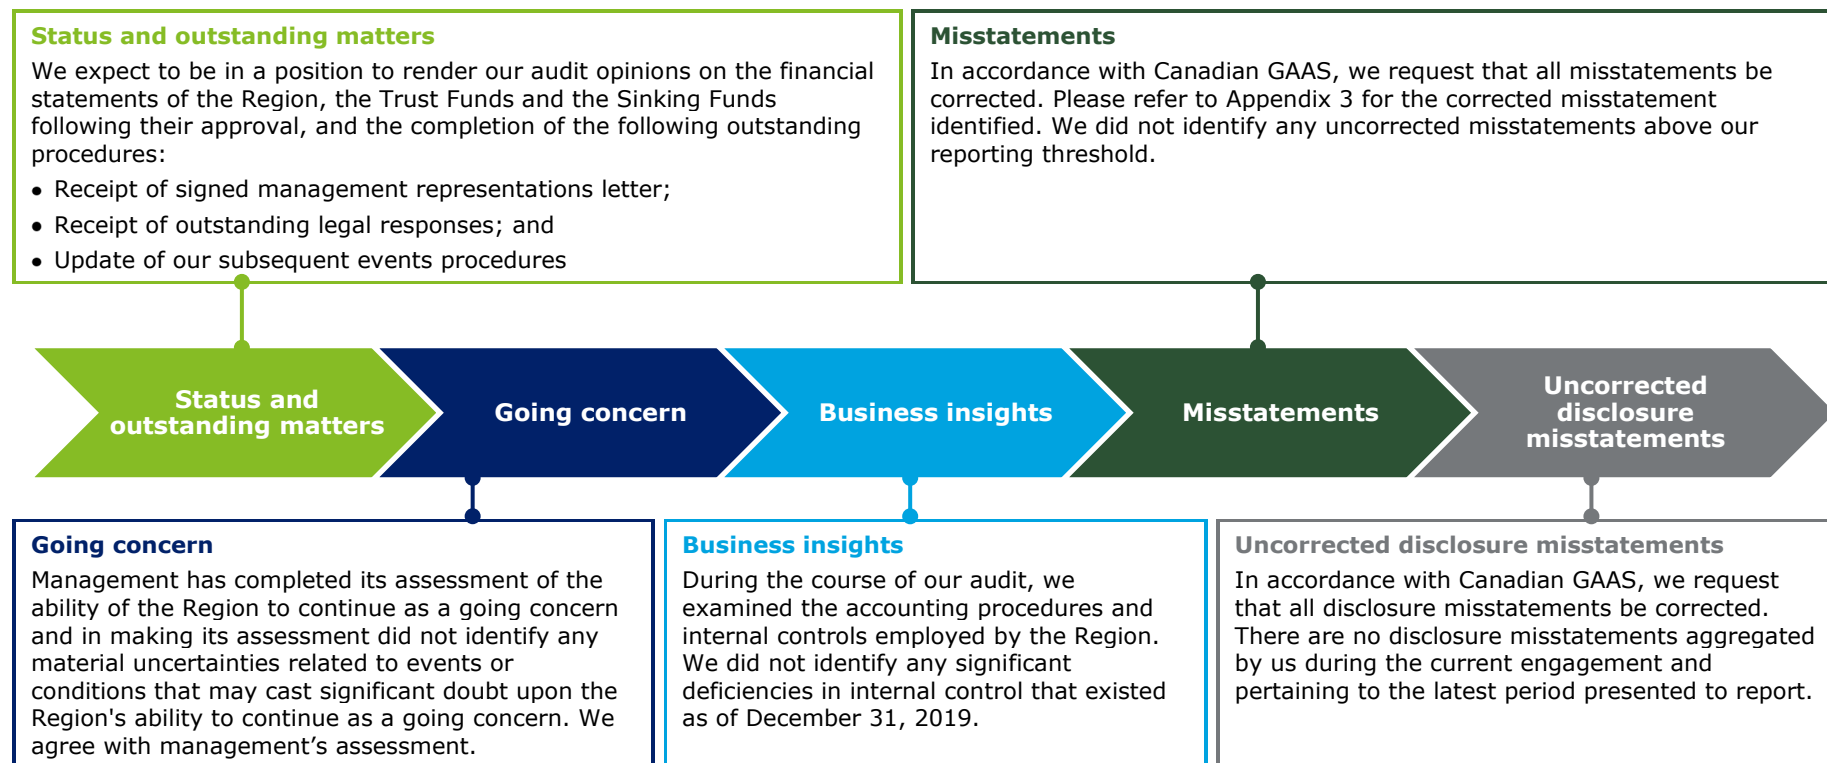 Status and outstanding matters
We expect to be in a position to render our audit opinions on the financial
statements of the Region, the Trust Funds and the Sinking Funds
following their approval, and the completion of the following outstanding
procedures:
• Receipt of signed management representations letter;
• Receipt of outstanding legal responses; and
• Update of our subsequent events procedures
Misstatements
In accordance with Canadian GAAS, we request that all misstatements be
corrected. Please refer to Appendix 3 for the corrected misstatement
identified. We did not identify any uncorrected misstatements above our
reporting threshold.
Status and
outstanding matters
Going concern
Business insights
Misstatements
Uncorrected
disclosure
misstatements
Going concern
Management has completed its assessment of the
ability of the Region to continue as a going concern
and in making its assessment did not identify any
material uncertainties related to events or
conditions that may cast significant doubt upon the
Region's ability to continue as a going concern. We
agree with management’s assessment.
Business insights
During the course of our audit, we
examined the accounting procedures and
internal controls employed by the Region.
We did not identify any significant
deficiencies in internal control that existed
as of December 31, 2019.
Uncorrected disclosure misstatements
In accordance with Canadian GAAS, we request
that all disclosure misstatements be corrected.
There are no disclosure misstatements aggregated
by us during the current engagement and
pertaining to the latest period presented to report.